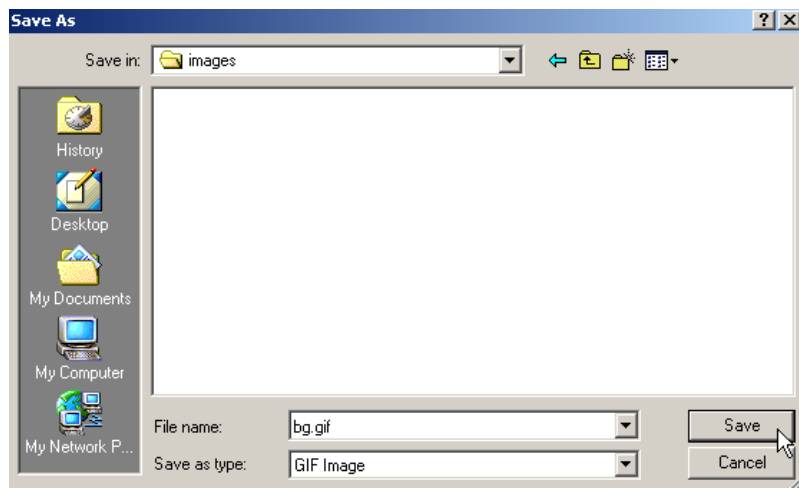 Save As
Save in:
images
History
Desktop
My Documents
My Computer
My Network P...
File name:
bg.gif
Save
Save as type:
GIF Image
Cancel